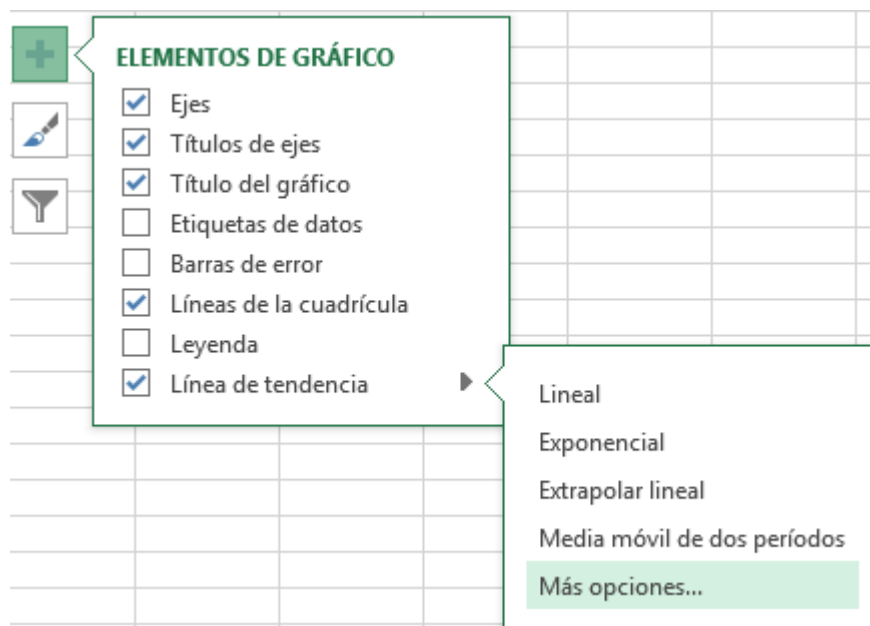 ELEMENTOS DE GRÁFICO
Ejes
Títulos de ejes
Título del gráfico
Etiquetas de datos
Barras de error
Líneas de la cuadrícula
Leyenda
Línea de tendencia
Lineal
Exponencial
Extrapolar lineal
Media móvil de dos períodos
Más opciones...